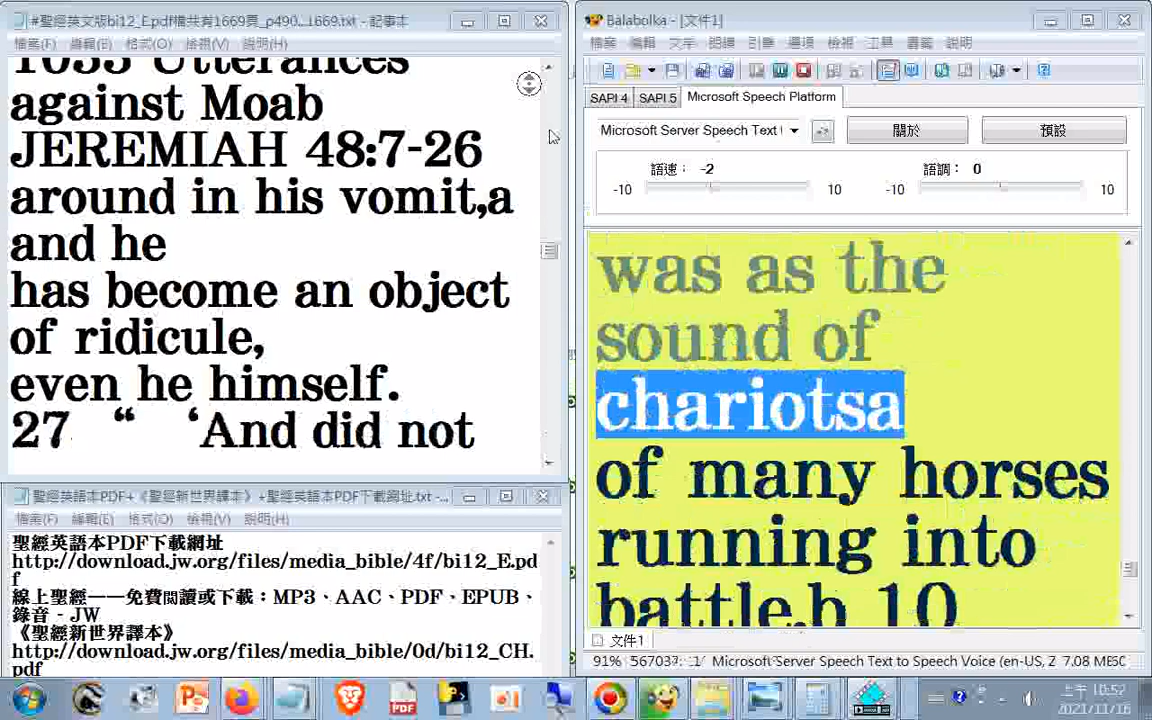 #聖經英文版bi12_E.pdf檔共有1669頁_p490...1669.txt - 記事本
檔案(F) 編輯(E) 格式(O) 檢視(V) 說明(H)
1033 Utterances
against Moab
JEREMIAH 48:7-26
around in his vomit,a
and he
has become an object
of ridicule,
even he himself.
27 “ ‘And did not
聖經英語本PDF+《聖經新世界譯本》+聖經英語本PDF下載網址.txt -...
檔案(F) 編輯(E) 格式(O) 檢視(V) 說明(H)
聖經英語本PDF下載網址
http://download.jw.org/files/media_bible/4f/bi12_E.pd
f
線上聖經——免費閱讀或下載：MP3、AAC、PDF、EPUB、
錄音 - JW
《聖經新世界譯本》
http://download.jw.org/files/media_bible/0d/bi12_CH.
pdf
Balabolka - [文件1]
檔案 編輯 文字 朗讀 引擎 選項 檢視 工具 書籤 說明
SAPI 4 SAPI 5 Microsoft Speech Platform
Microsoft Server Speech Text 關於 預設
語速： -2 語調： 0
-10 10 -10 10
was as the
sound of
chariotsa
of many horses
running into
battle.b 10
文件1
91% Microsoft Server Speech Text to Speech Voice (en-US, Z 7.08
上午 10:52
2021/11/16